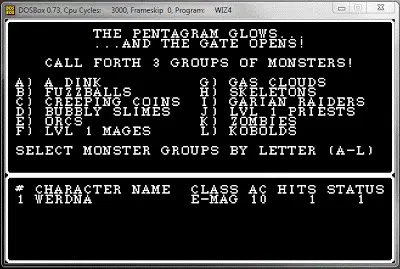 DOSBox 0.73, Cpu Cycles: 3000, Frameskip 0, Program: WIZ4
THE PENTAGRAM GLOWS...
...AND THE GATE OPENS!
CALL FORTH 3 GROUPS OF MONSTERS!
A) A DINK G) GAS CLOUDS
B) FUZZBALLS H) SKELETONS
C) CREEPING COINS I) GARIAN RAIDERS
D) BUBBLY SLIMES J) LVL 1 PRIESTS
E) ORCS K) ZOMBIES
F) LVL 1 MAGES L) KOBOLDS
SELECT MONSTER GROUPS BY LETTER (A-L)
# CHARACTER NAME CLASS AC HITS STATUS
1 WERDNA E-MAG 10 1 1